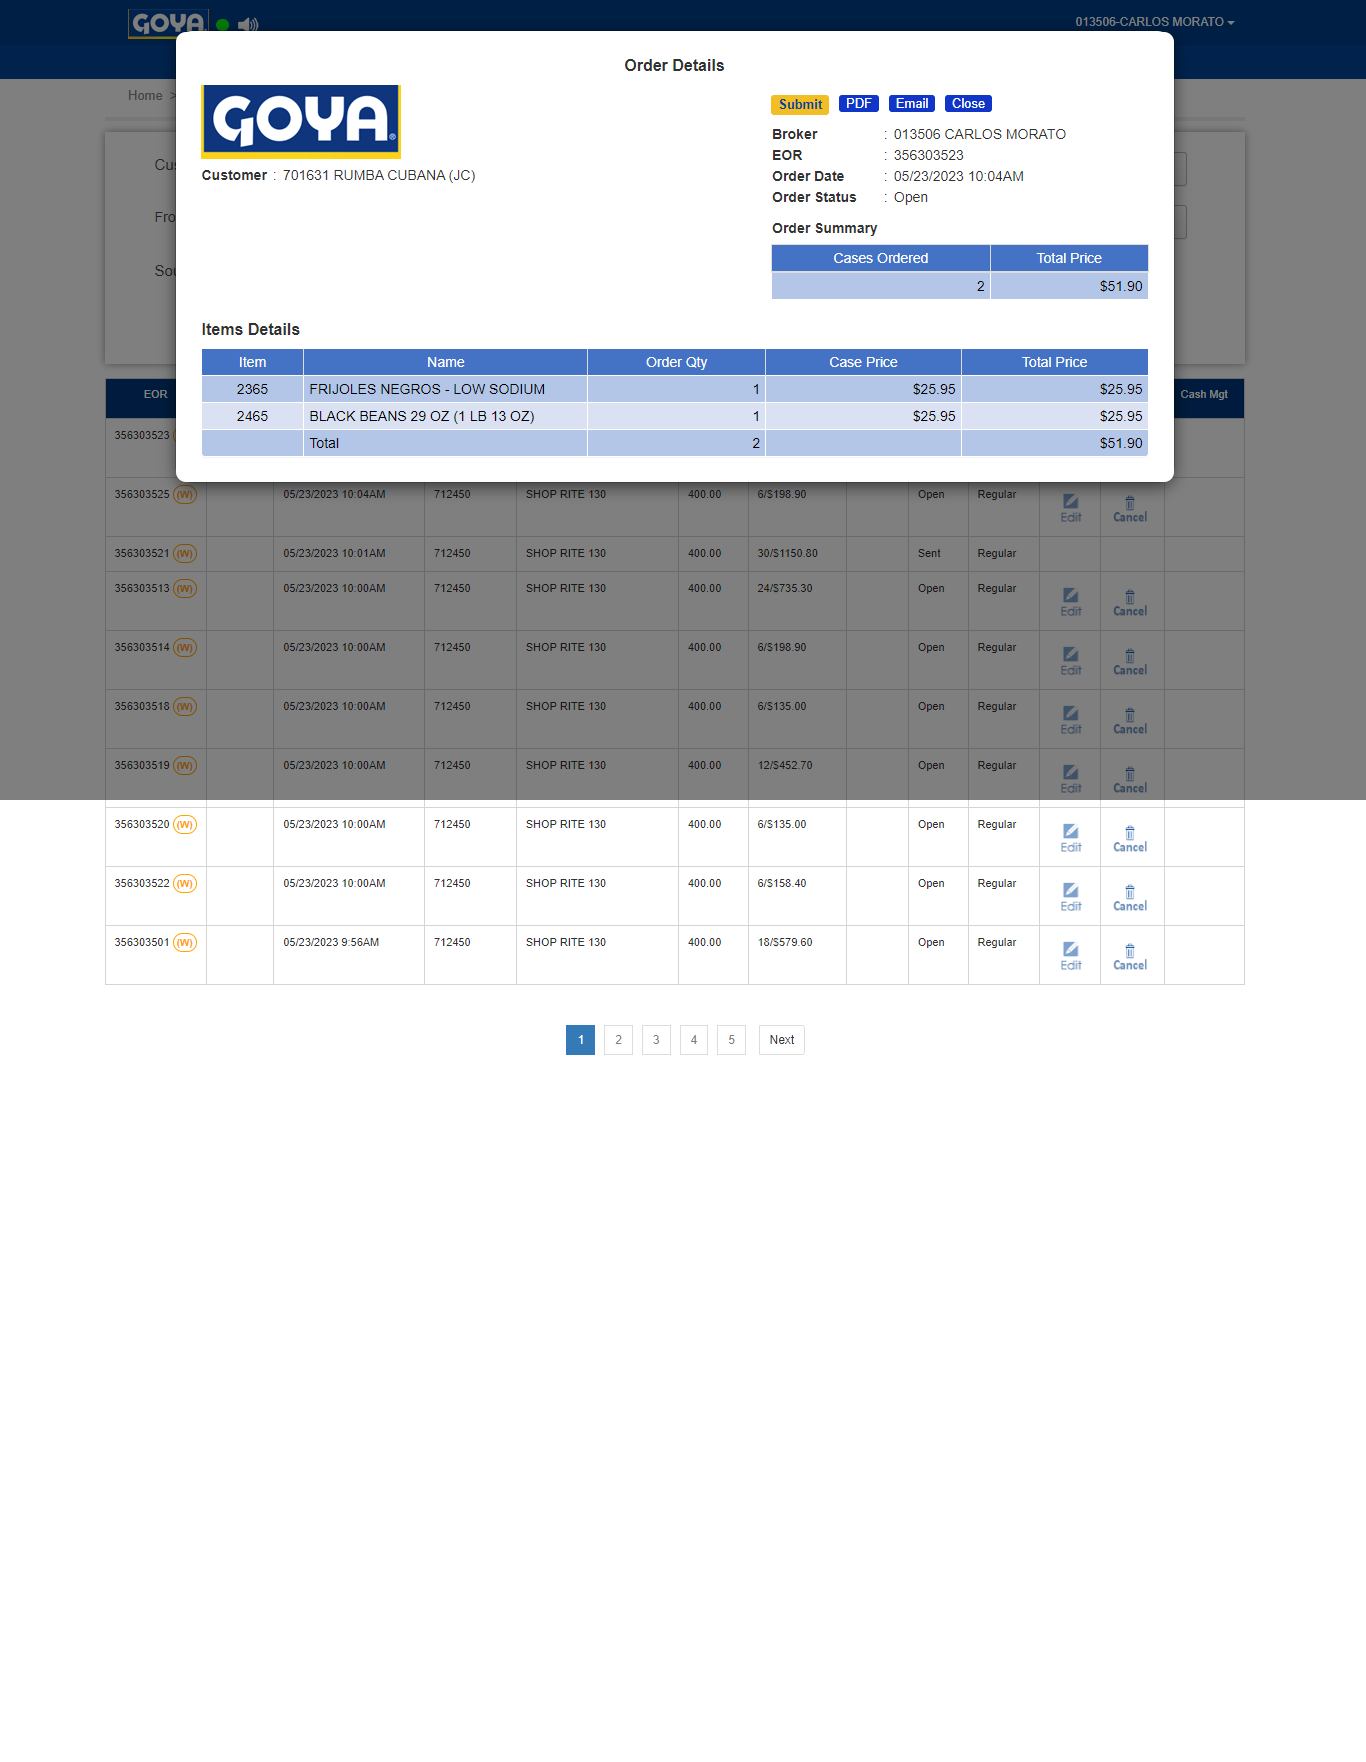 GOYA
013506-CARLOS MORATO
Home >
Order Details
GOYA®
Submit PDF Email Close
Broker : 013506 CARLOS MORATO
EOR : 356303523
Order Date : 05/23/2023 10:04AM
Order Status : Open
Customer : 701631 RUMBA CUBANA (JC)
Order Summary
Cases Ordered Total Price
2 $51.90
Items Details
Item Name Order Qty Case Price Total Price
2365 FRIJOLES NEGROS - LOW SODIUM 1 $25.95 $25.95
2465 BLACK BEANS 29 OZ (1 LB 13 OZ) 1 $25.95 $25.95
Total 2 $51.90
EOR Cash Mgt
356303523
356303525 (W) 05/23/2023 10:04AM 712450 SHOP RITE 130 400.00 6/$198.90 Open Regular Edit Cancel
356303521 (W) 05/23/2023 10:01AM 712450 SHOP RITE 130 400.00 30/$1150.80 Sent Regular
356303513 (W) 05/23/2023 10:00AM 712450 SHOP RITE 130 400.00 24/$735.30 Open Regular Edit Cancel
356303514 (W) 05/23/2023 10:00AM 712450 SHOP RITE 130 400.00 6/$198.90 Open Regular Edit Cancel
356303518 (W) 05/23/2023 10:00AM 712450 SHOP RITE 130 400.00 6/$135.00 Open Regular Edit Cancel
356303519 (W) 05/23/2023 10:00AM 712450 SHOP RITE 130 400.00 12/$452.70 Open Regular Edit Cancel
356303520 (W) 05/23/2023 10:00AM 712450 SHOP RITE 130 400.00 6/$135.00 Open Regular Edit Cancel
356303522 (W) 05/23/2023 10:00AM 712450 SHOP RITE 130 400.00 6/$158.40 Open Regular Edit Cancel
356303501 (W) 05/23/2023 9:56AM 712450 SHOP RITE 130 400.00 18/$579.60 Open Regular Edit Cancel
1 2 3 4 5 Next